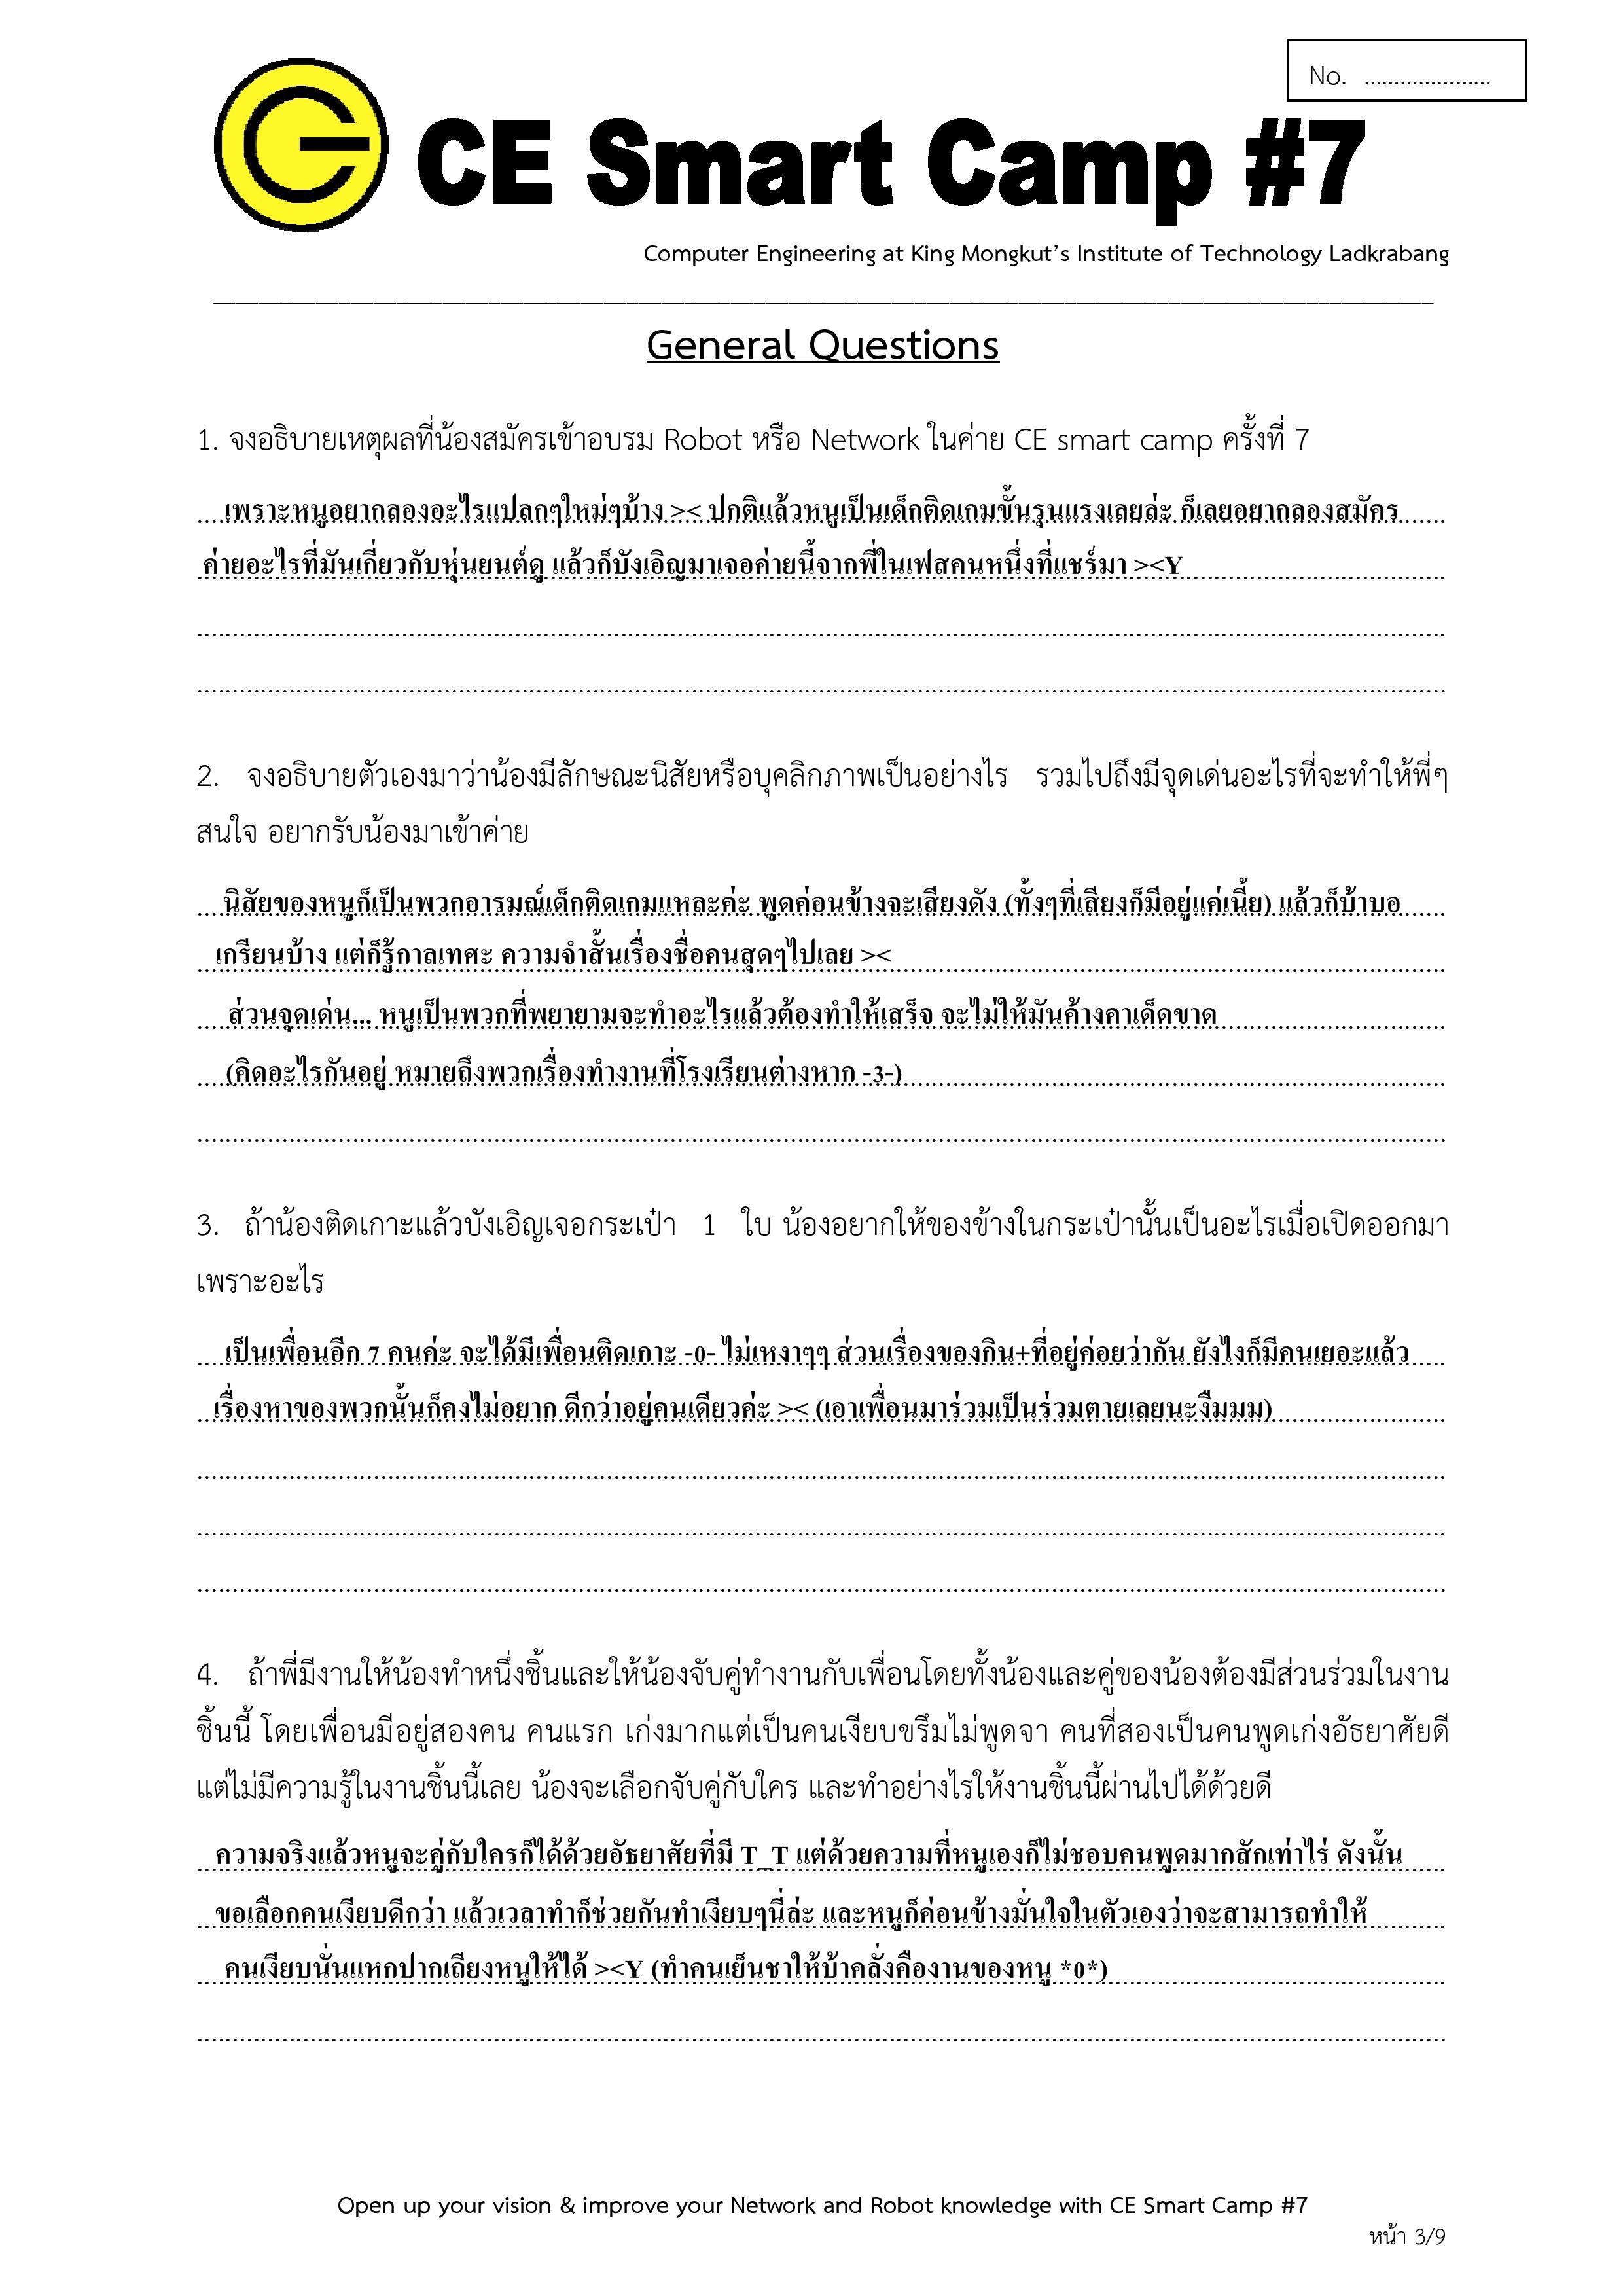 No. .....................
CE Smart Camp #7
Computer Engineering at King Mongkut's Institute of Technology Ladkrabang
General Questions
1. จงอธิบายเหตุผลที่น้องสมัครเข้าอบรม Robot หรือ Network ในค่าย CE smart camp ครั้งที่ 7
เพราะหนูอยากลองอะไรแปลกๆใหม่ๆบ้าง >< ปกติแล้วหนูเป็นเด็กติดเกมขั้นรุนแรงเลยล่ะ ก็เลยอยากลองสมัคร
ค่ายอะไรที่มันเกี่ยวกับหุ่นยนต์ดู แล้วก็บังเอิญมาเจอค่ายนี้จากพี่ในเฟสคนหนึ่งที่แชร์มา ><Y
2. จงอธิบายตัวเองมาว่าน้องมีลักษณะนิสัยหรือบุคลิกภาพเป็นอย่างไร รวมไปถึงมีจุดเด่นอะไรที่จะทำให้พี่ๆ
สนใจ อยากรับน้องมาเข้าค่าย
นิสัยของหนูก็เป็นพวกอารมณ์เด็กติดเกมแหละค่ะ พูดค่อนข้างจะเสียงดัง (ทั้งๆที่เสียงก็มีอยู่แค่เนี้ย) แล้วก็บ้าบอ
เกรียนบ้าง แต่ก็รู้กาลเทศะ ความจำสั้นเรื่องชื่อคนสุดๆไปเลย ><
ส่วนจุดเด่น... หนูเป็นพวกที่พยายามจะทำอะไรแล้วต้องทำให้เสร็จ จะไม่ให้มันค้างคาเด็ดขาด
(คิดอะไรกันอยู่ หมายถึงพวกเรื่องทำงานที่โรงเรียนต่างหาก -3-)
3. ถ้าน้องติดเกาะแล้วบังเอิญเจอกระเป๋า 1 ใบ น้องอยากให้ของข้างในกระเป๋านั้นเป็นอะไรเมื่อเปิดออกมา
เพราะอะไร
เป็นเพื่อนอีก 7 คนค่ะ จะได้มีเพื่อนติดเกาะ -0- ไม่เหงาๆๆ ส่วนเรื่องของกิน+ที่อยู่ค่อยว่ากัน ยังไงก็มีคนเยอะแล้ว
เรื่องหาของพวกนั้นก็คงไม่อยาก ดีกว่าอยู่คนเดียวค่ะ >< (เอาเพื่อนมาร่วมเป็นร่วมตายเลยนะงืมมม)
4. ถ้าพี่มีงานให้น้องทำหนึ่งชิ้นและให้น้องจับคู่ทำงานกับเพื่อนโดยทั้งน้องและคู่ของน้องต้องมีส่วนร่วมในงาน
ชิ้นนี้ โดยเพื่อนมีอยู่สองคน คนแรก เก่งมากแต่เป็นคนเงียบขรึมไม่พูดจา คนที่สองเป็นคนพูดเก่งอัธยาศัยดี
แต่ไม่มีความรู้ในงานชิ้นนี้เลย น้องจะเลือกจับคู่กับใคร และทำอย่างไรให้งานชิ้นนี้ผ่านไปได้ด้วยดี
ความจริงแล้วหนูจะคู่กับใครก็ได้ด้วยอัธยาศัยที่มี T_T แต่ด้วยความที่หนูเองก็ไม่ชอบคนพูดมากสักเท่าไร่ ดังนั้น
ขอเลือกคนเงียบดีกว่า แล้วเวลาทำก็ช่วยกันทำเงียบๆนี่ล่ะ และหนูก็ค่อนข้างมั่นใจในตัวเองว่าจะสามารถทำให้
คนเงียบนั่นแหกปากเถียงหนูให้ได้ ><Y (ทำคนเย็นชาให้บ้าคลั่งคืองานของหนู *0*)
Open up your vision & improve your Network and Robot knowledge with CE Smart Camp #7
หน้า 3/9